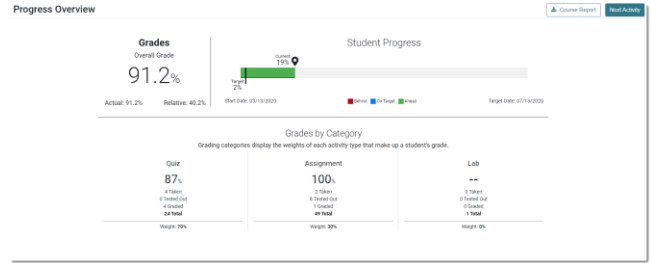 Progress Overview
Course Report
Next Activity
Grades
Overall Grade
91.2%
Actual: 91.2%
Relative: 40.2%
Student Progress
Current
19%
Target
2%
Start Date: 03/13/2023
Behind
On Target
Ahead
Target Date: 07/13/2023
Grades by Category
Grading categories display the weights of each activity type that make up a student's grade.
Quiz
87%
4 Taken
0 Tested Out
4 Graded
24 Total
Weight: 70%
Assignment
100%
2 Taken
0 Tested Out
1 Graded
49 Total
Weight: 30%
Lab
--
0 Taken
0 Tested Out
0 Graded
1 Total
Weight: 0%